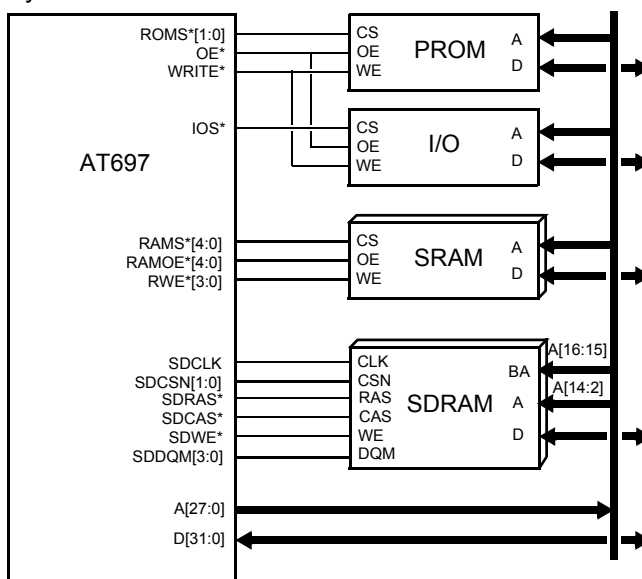 ROMS*[1:0] CS PROM A
OE* OE
WRITE* WE D
IOS* CS I/O A
OE
AT697 WE D
RAMS*[4:0] CS SRAM A
RAMOE*[4:0] OE
RWE*[3:0] WE D
A[16:15]
SDCLK CLK BA
SDCSN[1:0] CSN A[14:2]
SDRAS* RAS SDRAM A
SDCAS* CAS
SDWE* WE D
SDDQM[3:0] DQM
A[27:0]
D[31:0]